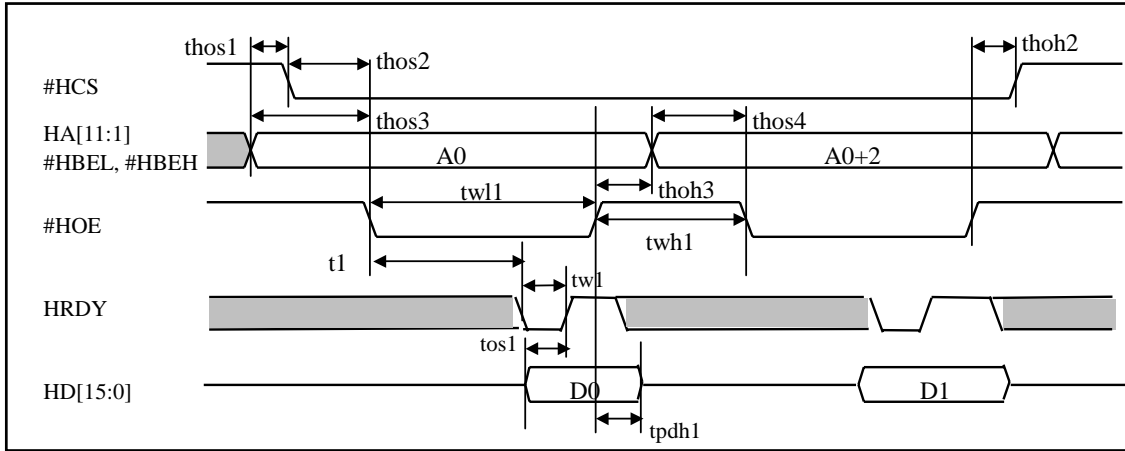 thos1
thos2
thoh2
#HCS
thos3
thos4
HA[11:1]
#HBEL, #HBEH
A0
A0+2
twl1
thoh3
#HOE
twh1
t1
tw1
HRDY
tos1
HD[15:0]
D0
D1
tpdh1